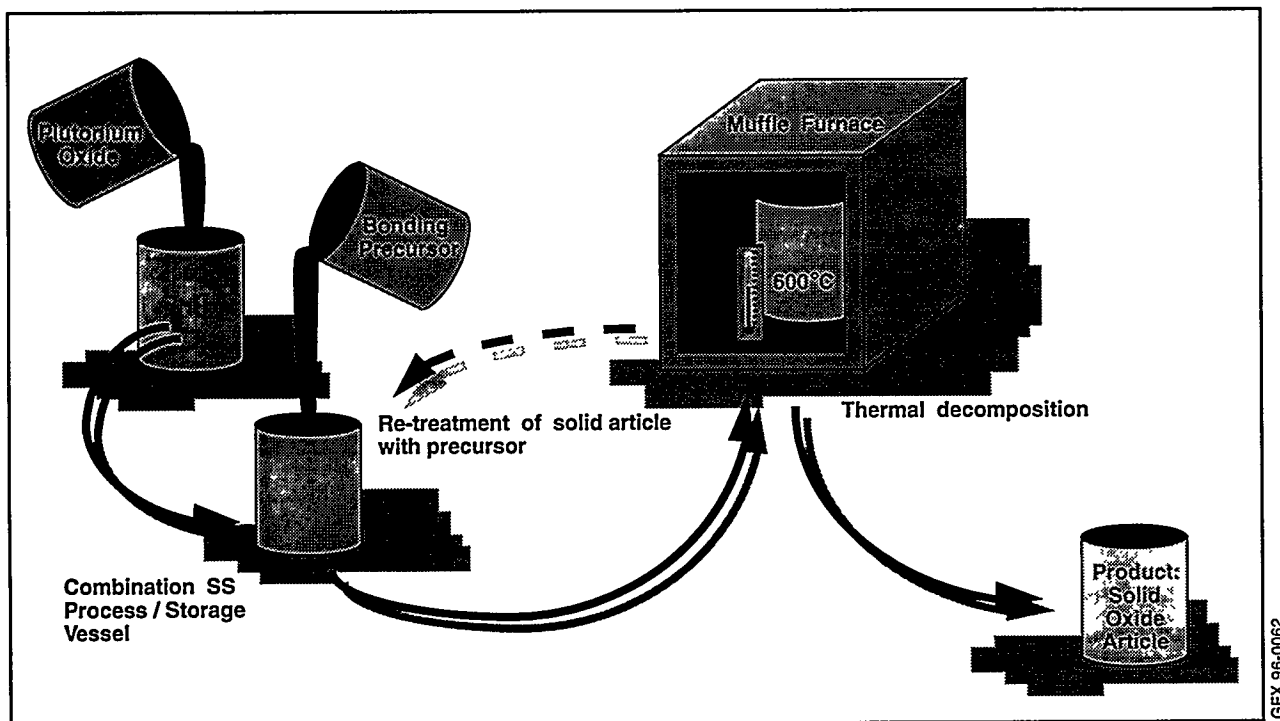 Plutonium
Oxide
Bonding
Precursor
Muffle Furnace
600°C
Re-treatment of solid article
with precursor
Thermal decomposition
Combination SS
Process / Storage
Vessel
Product:
Solid
Oxide
Article
GFX 96-0062